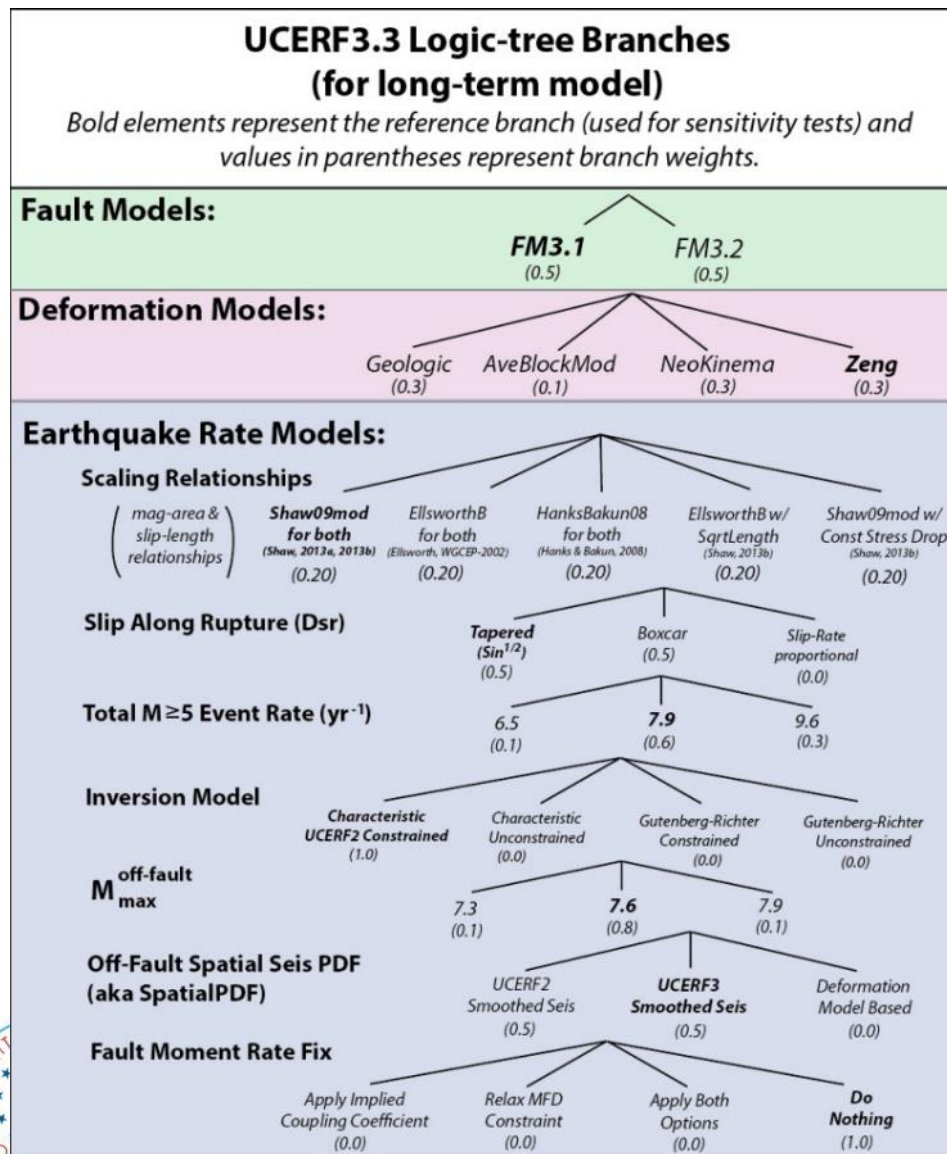 UCERF3.3 Logic-tree Branches
(for long-term model)
Bold elements represent the reference branch (used for sensitivity tests) and
values in parentheses represent branch weights.
Fault Models:
FM3.1 FM3.2
(0.5) (0.5)
Deformation Models:
Geologic AveBlockMod NeoKinema Zeng
(0.3) (0.1) (0.3) (0.3)
Earthquake Rate Models:
Scaling Relationships
( mag-area & slip-length relationships )
Shaw09mod EllsworthB HanksBakun08 EllsworthB w/ Shaw09mod w/
for both for both for both SqrtLength Const Stress Drop
(Shaw, 2013a, 2013b) (Ellsworth, WGCEP-2002) (Hanks & Bakun, 2008) (Shaw, 2013b) (Shaw, 2013b)
(0.20) (0.20) (0.20) (0.20) (0.20)
Slip Along Rupture (Dsr)
Tapered Boxcar Slip-Rate
(Sin1/2) (0.5) proportional
(0.5) (0.0)
Total M≥5 Event Rate (yr-1)
6.5 7.9 9.6
(0.1) (0.6) (0.3)
Inversion Model
Characteristic Characteristic Gutenberg-Richter Gutenberg-Richter
UCERF2 Constrained Unconstrained Constrained Unconstrained
(1.0) (0.0) (0.0) (0.0)
M off-fault max
7.3 7.6 7.9
(0.1) (0.8) (0.1)
Off-Fault Spatial Seis PDF
(aka SpatialPDF)
UCERF2 UCERF3 Deformation
Smoothed Seis Smoothed Seis Model Based
(0.5) (0.5) (0.0)
Fault Moment Rate Fix
Apply Implied Relax MFD Apply Both Do
Coupling Coefficient Constraint Options Nothing
(0.0) (0.0) (0.0) (1.0)